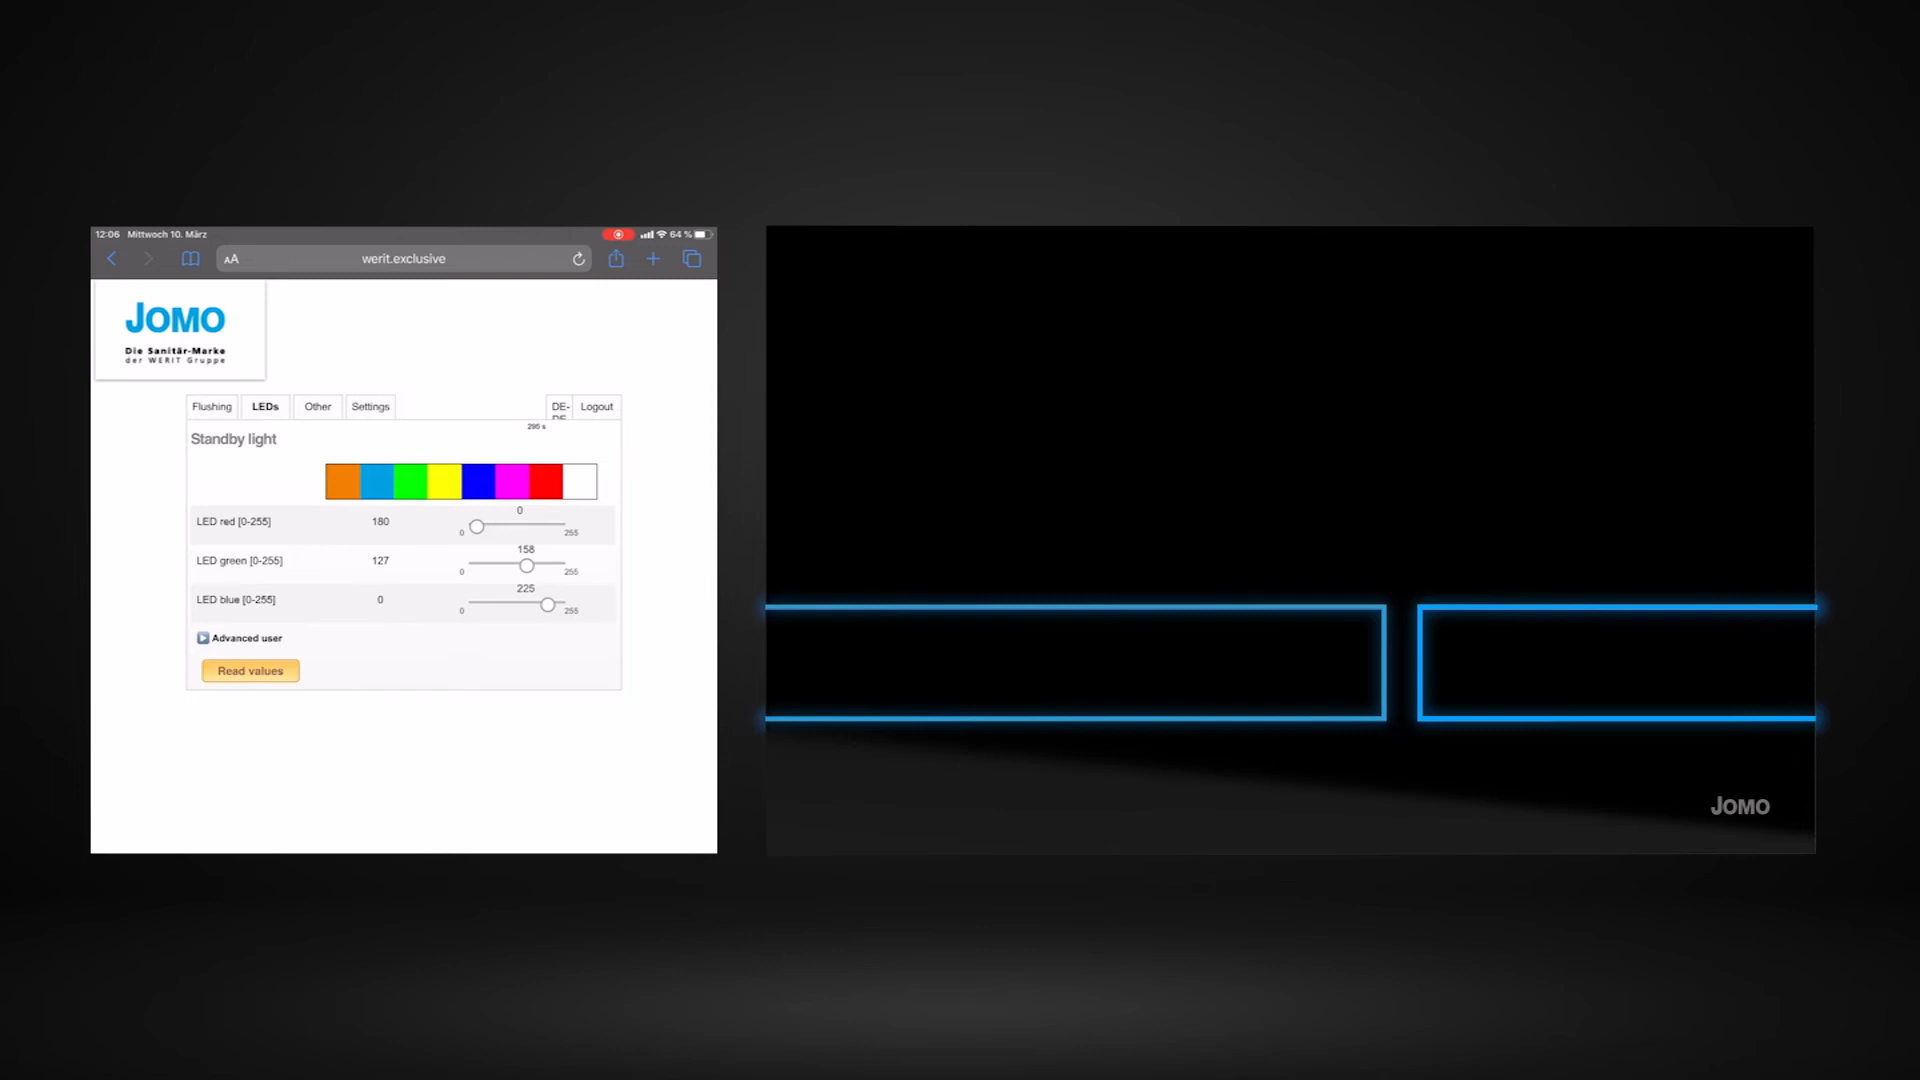 12:06 Mittwoch 10. März
64 %
AA
werit.exclusive
JOMO
Die Sanitär-Marke
der WERIT Gruppe
Flushing
LEDs
Other
Settings
DE-
DE
Logout
295 s
Standby light
0
LED red [0-255]
180
0
255
158
LED green [0-255]
127
0
255
225
LED blue [0-255]
0
0
255
Advanced user
Read values
JOMO